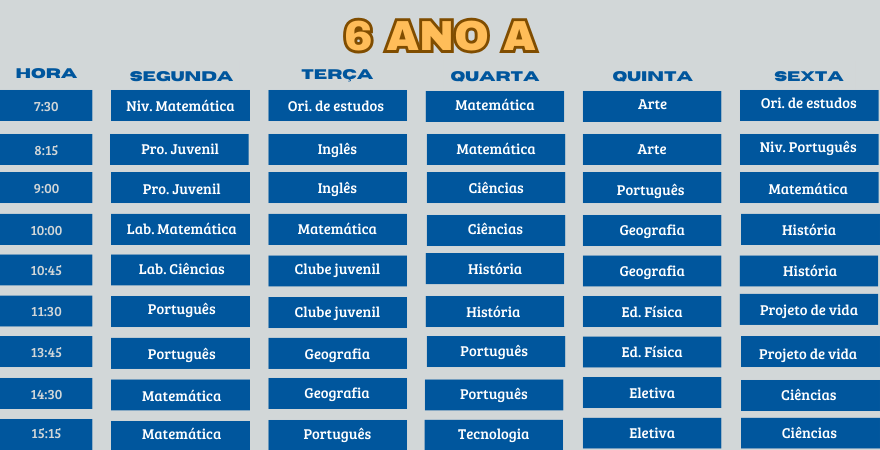 6 ANO A
HORA SEGUNDA TERÇA QUARTA QUINTA SEXTA
7:30 Niv. Matemática Ori. de estudos Matemática Arte Ori. de estudos
8:15 Pro. Juvenil Inglês Matemática Arte Niv. Português
9:00 Pro. Juvenil Inglês Ciências Português Matemática
10:00 Lab. Matemática Matemática Ciências Geografia História
10:45 Lab. Ciências Clube juvenil História Geografia História
11:30 Português Clube juvenil História Ed. Física Projeto de vida
13:45 Português Geografia Português Ed. Física Projeto de vida
14:30 Matemática Geografia Português Eletiva Ciências
15:15 Matemática Português Tecnologia Eletiva Ciências